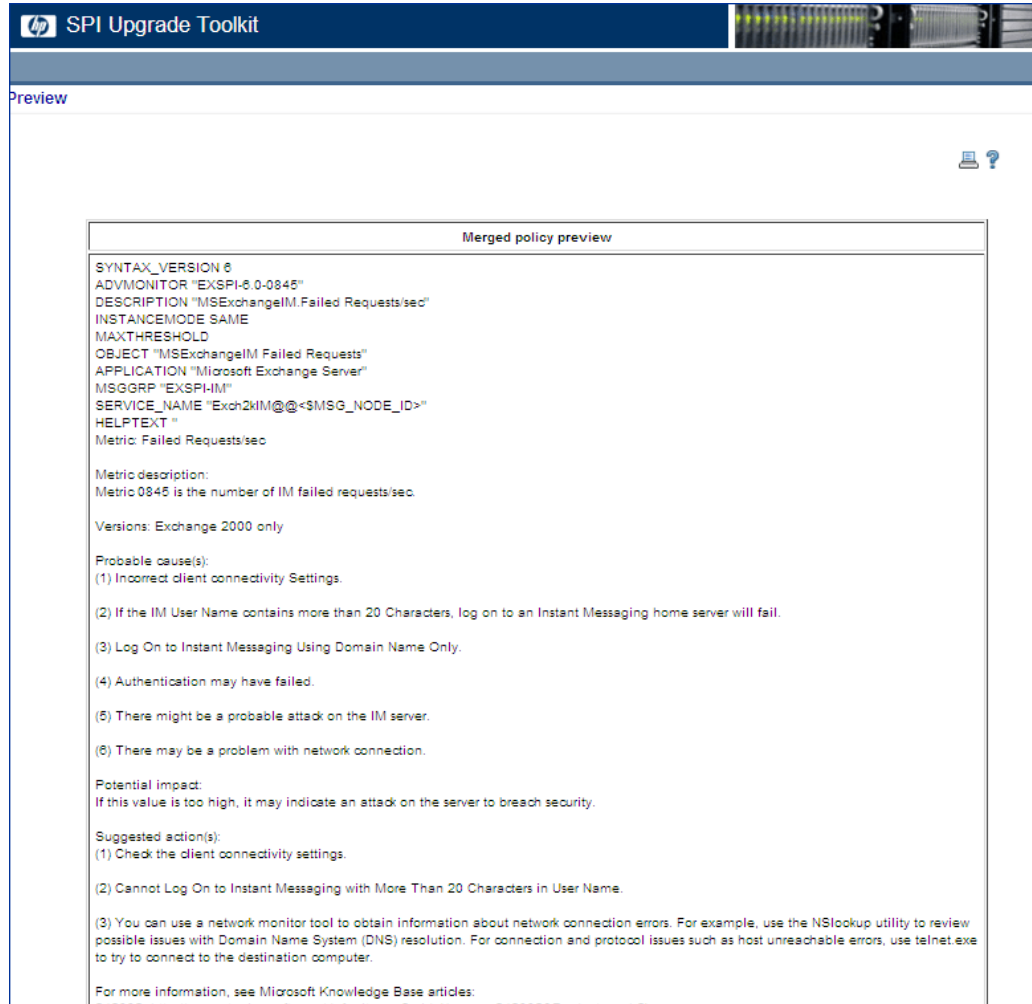 hp SPI Upgrade Toolkit
Preview
?
Merged policy preview
SYNTAX_VERSION 6
ADVMONITOR "EXSPI-6.0-0845"
DESCRIPTION "MSExchangeIM.Failed Requests/sec"
INSTANCEMODE SAME
MAXTHRESHOLD
OBJECT "MSExchangeIM Failed Requests"
APPLICATION "Microsoft Exchange Server"
MSGGRP "EXSPI-IM"
SERVICE_NAME "Exch2kIM@@<$MSG_NODE_ID>"
HELPTEXT "
Metric: Failed Requests/sec
Metric description:
Metric 0845 is the number of IM failed requests/sec.
Versions: Exchange 2000 only
Probable cause(s):
(1) Incorrect client connectivity Settings.
(2) If the IM User Name contains more than 20 Characters, log on to an Instant Messaging home server will fail.
(3) Log On to Instant Messaging Using Domain Name Only.
(4) Authentication may have failed.
(5) There might be a probable attack on the IM server.
(6) There may be a problem with network connection.
Potential impact:
If this value is too high, it may indicate an attack on the server to breach security.
Suggested action(s):
(1) Check the client connectivity settings.
(2) Cannot Log On to Instant Messaging with More Than 20 Characters in User Name.
(3) You can use a network monitor tool to obtain information about network connection errors. For example, use the NSlookup utility to review
possible issues with Domain Name System (DNS) resolution. For connection and protocol issues such as host unreachable errors, use telnet.exe
to try to connect to the destination computer.
For more information, see Microsoft Knowledge Base articles: